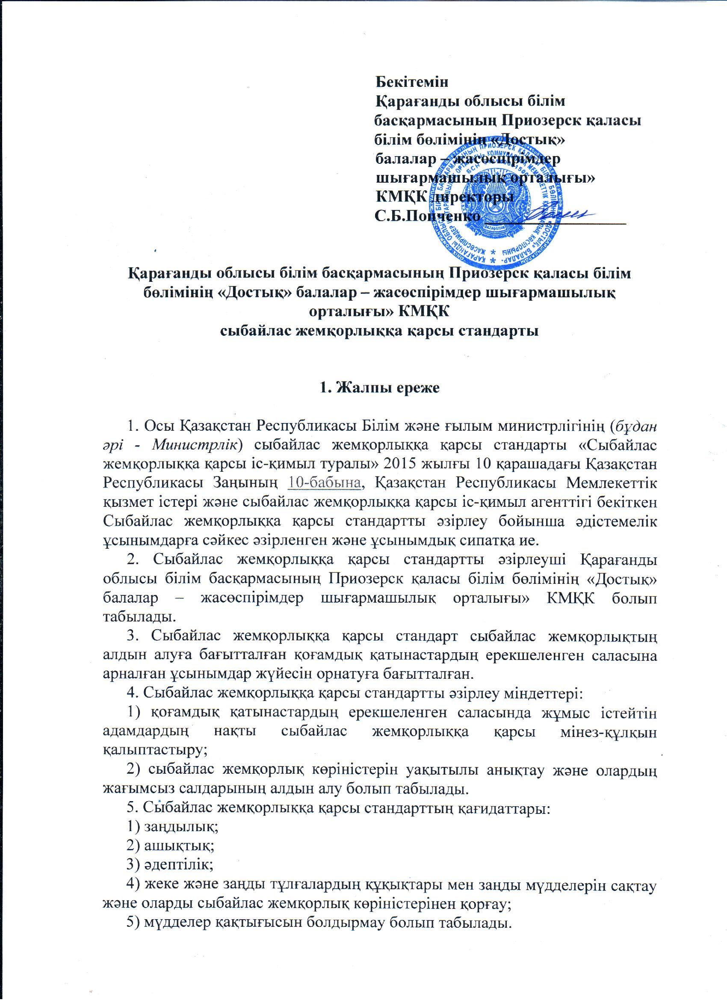 Бекітемін
Қарағанды облысы білім
басқармасының Приозерск қаласы
білім бөлімінің «Достық»
балалар – жасөспірімдер
шығармашылық орталығы»
КМҚК директоры
С.Б.Попченко
Қарағанды облысы білім басқармасының Приозерск қаласы білім
бөлімінің «Достық» балалар – жасөспірімдер шығармашылық
орталығы» КМҚК
сыбайлас жемқорлыққа қарсы стандарты
1. Жалпы ереже
1. Осы Қазақстан Республикасы Білім және ғылым министрлігінің (бұдан
әрі - Министрлік) сыбайлас жемқорлыққа қарсы стандарты «Сыбайлас
жемқорлыққа қарсы іс-қимыл туралы» 2015 жылғы 10 қарашадағы Қазақстан
Республикасы Заңының 10-бабына, Қазақстан Республикасы Мемлекеттік
қызмет істері және сыбайлас жемқорлыққа қарсы іс-қимыл агенттігі бекіткен
Сыбайлас жемқорлыққа қарсы стандартты әзірлеу бойынша әдістемелік
ұсынымдарға сәйкес әзірленген және ұсынымдық сипатқа ие.
2. Сыбайлас жемқорлыққа қарсы стандартты әзірлеуші Қарағанды
облысы білім басқармасының Приозерск қаласы білім бөлімінің «Достық»
балалар – жасөспірімдер шығармашылық орталығы» КМҚК болып
табылады.
3. Сыбайлас жемқорлыққа қарсы стандарт сыбайлас жемқорлықтың
алдын алуға бағытталған қоғамдық қатынастардың ерекшеленген саласына
арналған ұсынымдар жүйесін орнатуға бағытталған.
4. Сыбайлас жемқорлыққа қарсы стандартты әзірлеу міндеттері:
1) қоғамдық қатынастардың ерекшеленген саласында жұмыс істейтін
адамдардың нақты сыбайлас жемқорлыққа қарсы мінез-құлқын
қалыптастыру;
2) сыбайлас жемқорлық көріністерін уақытылы анықтау және олардың
жағымсыз салдарының алдын алу болып табылады.
5. Сыбайлас жемқорлыққа қарсы стандарттың қағидаттары:
1) заңдылық;
2) ашықтық;
3) әдептілік;
4) жеке және заңды тұлғалардың құқықтары мен заңды мүдделерін сақтау
және оларды сыбайлас жемқорлық көріністерінен қорғау;
5) мүдделер қақтығысын болдырмау болып табылады.